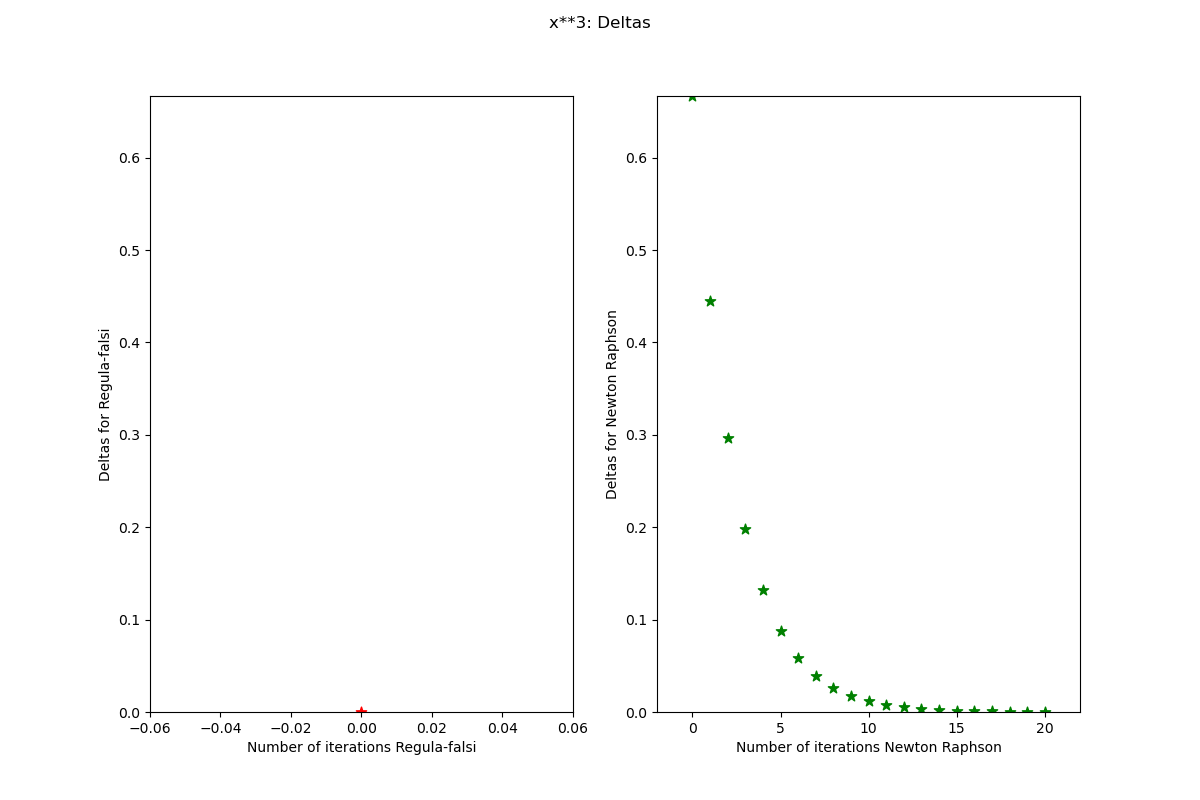 x**3: Deltas
Deltas for Regula-falsi
0.6
0.5
0.4
0.3
0.2
0.1
0.0
−0.06 −0.04 −0.02 0.00 0.02 0.04 0.06
Number of iterations Regula-falsi
Deltas for Newton Raphson
0.6
0.5
0.4
0.3
0.2
0.1
0.0
0 5 10 15 20
Number of iterations Newton Raphson